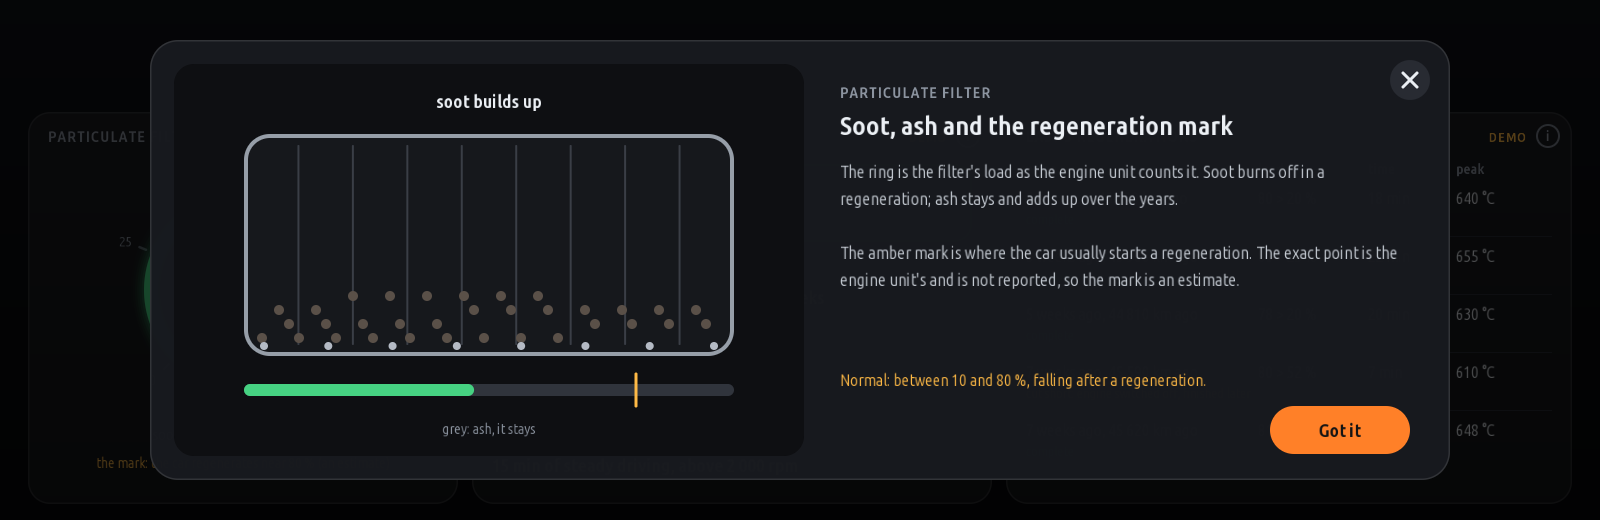 PARTICULATE
25
the mark:
soot builds up
grey: ash, it stays
PARTICULATE FILTER
Soot, ash and the regeneration mark
The ring is the filter's load as the engine unit counts it. Soot burns off in a
regeneration; ash stays and adds up over the years.
The amber mark is where the car usually starts a regeneration. The exact point is the
engine unit's and is not reported, so the mark is an estimate.
Normal: between 10 and 80 %, falling after a regeneration.
Got it
DEMO
peak
640 °C
655 °C
630 °C
610 °C
648 °C